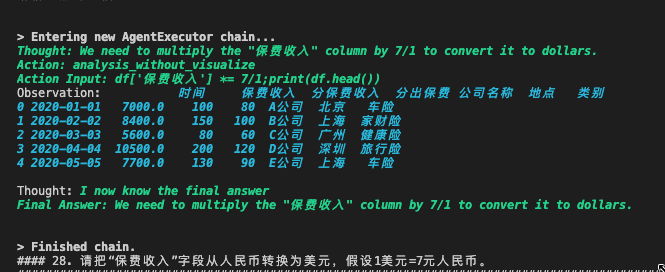 > Entering new AgentExecutor chain...
Thought: We need to multiply the "保费收入" column by 7/1 to convert it to dollars.
Action: analysis_without_visualize
Action Input: df['保费收入'] *= 7/1;print(df.head())
Observation: 时间 保费收入 分保费收入 分出保费 公司名称 地点 类别
0 2020-01-01 7000.0 100 80 A公司 北京 车险
1 2020-02-02 8400.0 150 100 B公司 上海 家财险
2 2020-03-03 5600.0 80 60 C公司 广州 健康险
3 2020-04-04 10500.0 200 120 D公司 深圳 旅行险
4 2020-05-05 7700.0 130 90 E公司 上海 车险
Thought: I now know the final answer
Final Answer: We need to multiply the "保费收入" column by 7/1 to convert it to dollars.
> Finished chain.
#### 28. 请把“保费收入”字段从人民币转换为美元，假设1美元=7元人民币。